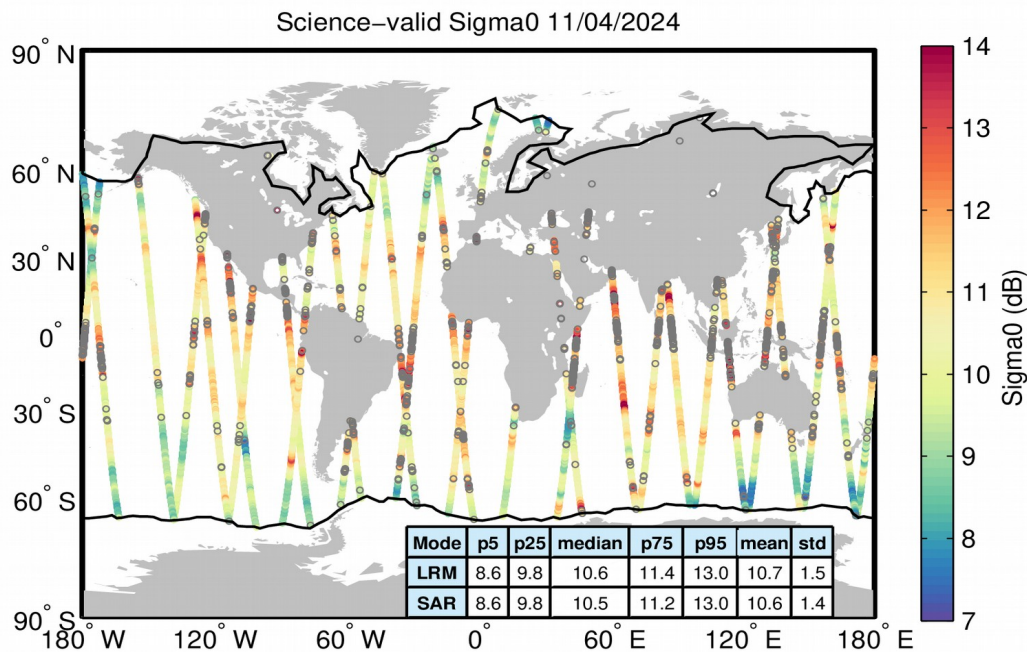 Science−valid Sigma0 11/04/2024
90° N
60° N
30° N
0°
30° S
60° S
90° S
180° W
120° W
60° W
0°
60° E
120° E
180° E
Mode p5 p25 median p75 p95 mean std
LRM 8.6 9.8 10.6 11.4 13.0 10.7 1.5
SAR 8.6 9.8 10.5 11.2 13.0 10.6 1.4
14
13
12
11
10
9
8
7
Sigma0 (dB)